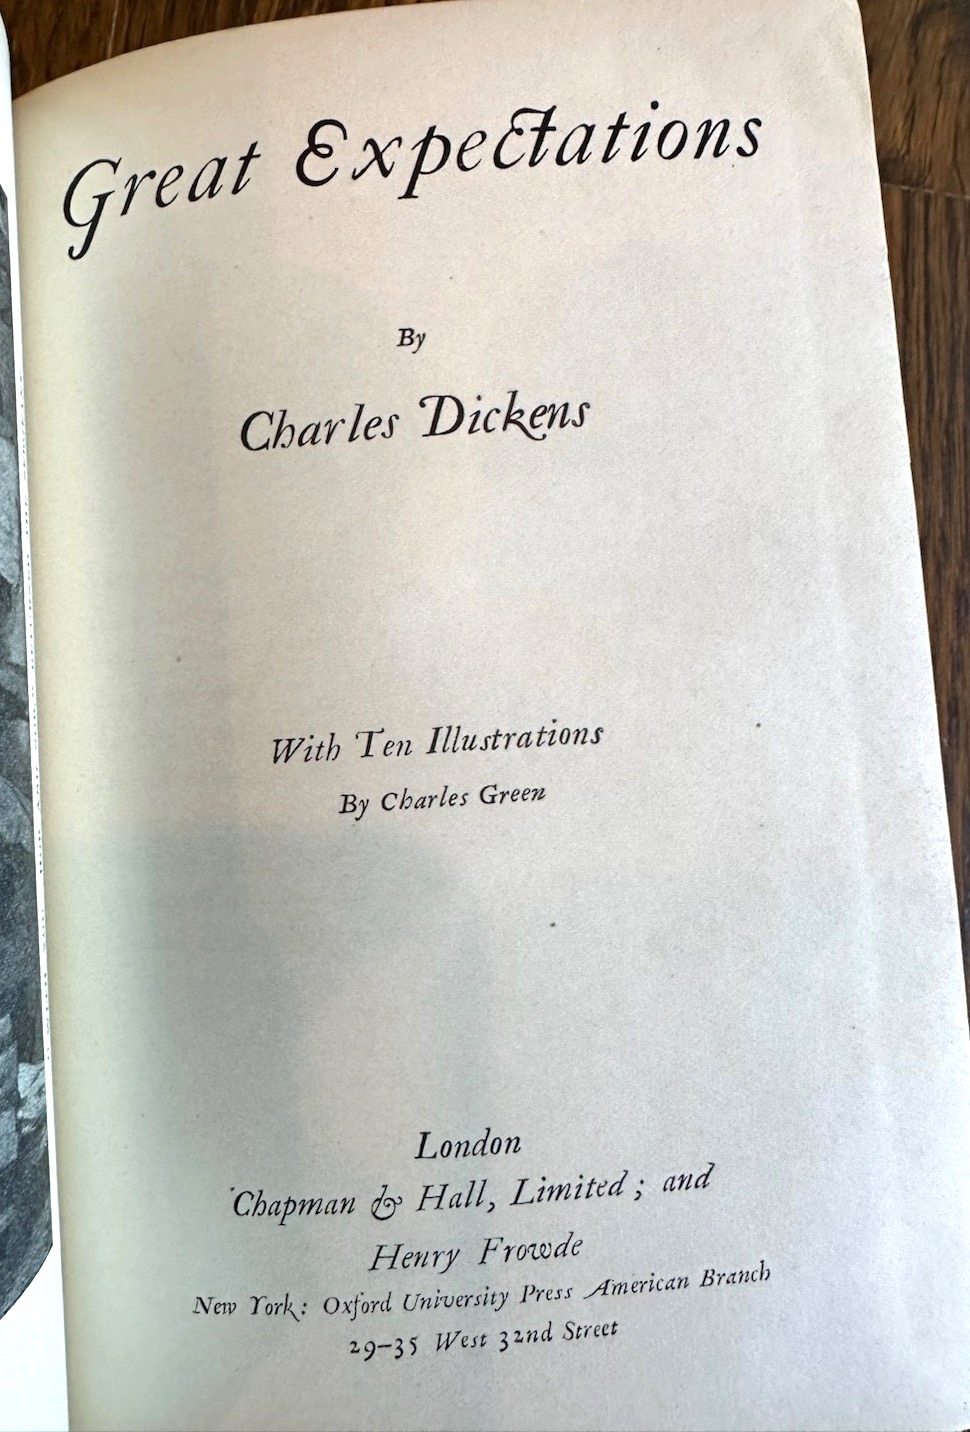 Great Expectations
By
Charles Dickens
With Ten Illustrations
By Charles Green
London
Chapman & Hall, Limited; and
Henry Frowde
New York: Oxford University Press American Branch
29–35 West 32nd Street